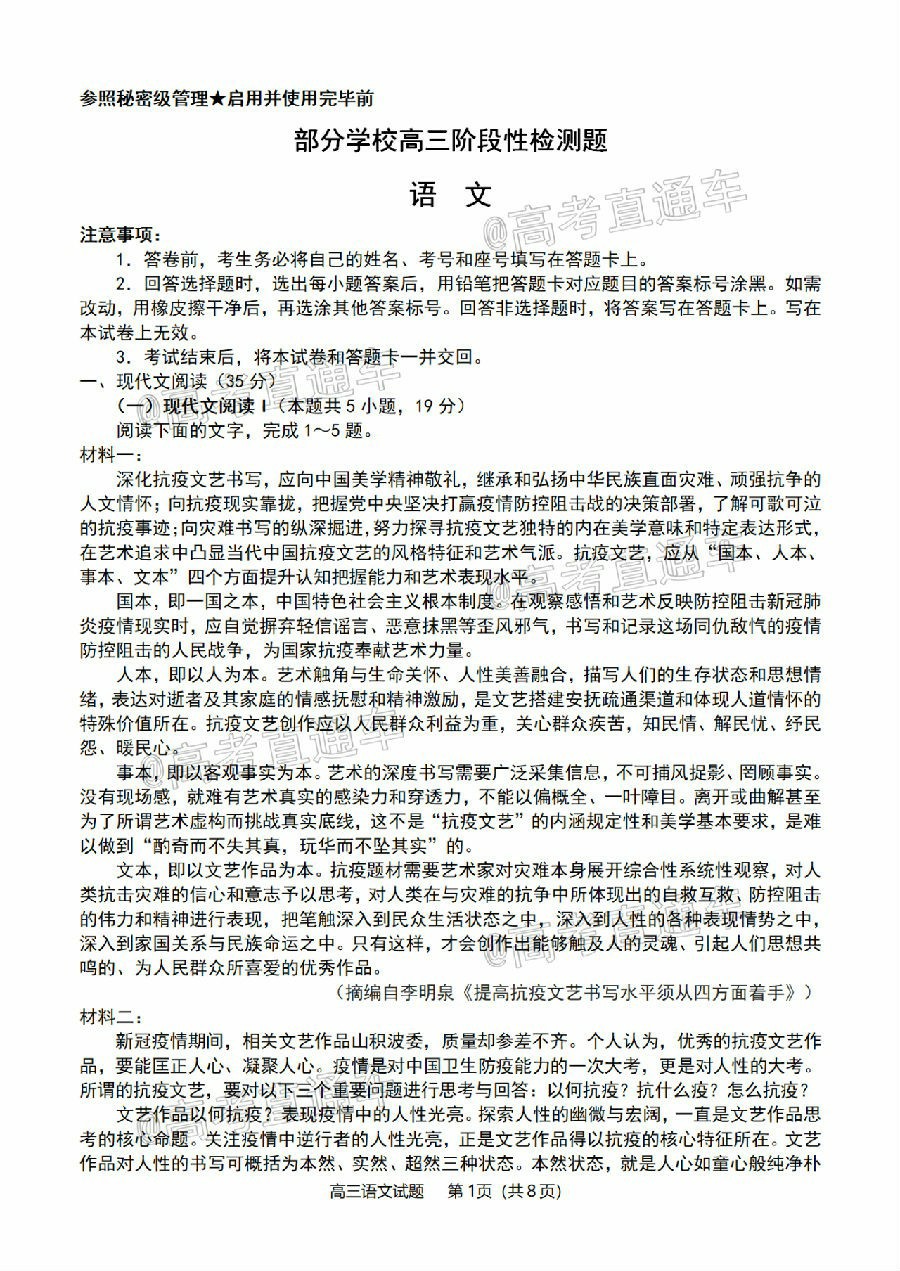 参照秘密级管理★启用并使用完毕前
部分学校高三阶段性检测题
语 文
@高考直通车
注意事项：
1．答卷前，考生务必将自己的姓名、考号和座号填写在答题卡上。
2．回答选择题时，选出每小题答案后，用铅笔把答题卡对应题目的答案标号涂黑。如需
改动，用橡皮擦干净后，再选涂其他答案标号。回答非选择题时，将答案写在答题卡上。写在
本试卷上无效。
3．考试结束后，将本试卷和答题卡一并交回。
一、现代文阅读（35 分）
@高考直通车
（一）现代文阅读 I（本题共 5 小题，19 分）
阅读下面的文字，完成 1～5 题。
材料一：
深化抗疫文艺书写，应向中国美学精神敬礼，继承和弘扬中华民族直面灾难、顽强抗争的
人文情怀；向抗疫现实靠拢，把握党中央坚决打赢疫情防控阻击战的决策部署，了解可歌可泣
的抗疫事迹；向灾难书写的纵深掘进，努力探寻抗疫文艺独特的内在美学意味和特定表达形式，
在艺术追求中凸显当代中国抗疫文艺的风格特征和艺术气派。抗疫文艺，应从“国本、人本、
事本、文本”四个方面提升认知把握能力和艺术表现水平。
@高考直通车
国本，即一国之本，中国特色社会主义根本制度。在观察感悟和艺术反映防控阻击新冠肺
炎疫情现实时，应自觉摒弃轻信谣言、恶意抹黑等歪风邪气，书写和记录这场同仇敌忾的疫情
防控阻击的人民战争，为国家抗疫奉献艺术力量。
人本，即以人为本。艺术触角与生命关怀、人性美善融合，描写人们的生存状态和思想情
绪，表达对逝者及其家庭的情感抚慰和精神激励，是文艺搭建安抚疏通渠道和体现人道情怀的
特殊价值所在。抗疫文艺创作应以人民群众利益为重，关心群众疾苦，知民情、解民忧、纾民
怨、暖民心。
@高考直通车
事本，即以客观事实为本。艺术的深度书写需要广泛采集信息，不可捕风捉影、罔顾事实。
没有现场感，就难有艺术真实的感染力和穿透力，不能以偏概全、一叶障目。离开或曲解甚至
为了所谓艺术虚构而挑战真实底线，这不是“抗疫文艺”的内涵规定性和美学基本要求，是难
以做到“酌奇而不失其真，玩华而不坠其实”的。
文本，即以文艺作品为本。抗疫题材需要艺术家对灾难本身展开综合性系统性观察，对人
类抗击灾难的信心和意志予以思考，对人类在与灾难的抗争中所体现出的自救互救、防控阻击
的伟力和精神进行表现，把笔触深入到民众生活状态之中，深入到人性的各种表现情势之中，
深入到家国关系与民族命运之中。只有这样，才会创作出能够触及人的灵魂、引起人们思想共
鸣的、为人民群众所喜爱的优秀作品。
@高考直通车
（摘编自李明泉《提高抗疫文艺书写水平须从四方面着手》）
材料二：
新冠疫情期间，相关文艺作品山积波委，质量却参差不齐。个人认为，优秀的抗疫文艺作
品，要能匡正人心、凝聚人心。疫情是对中国卫生防疫能力的一次大考，更是对人性的大考。
所谓的抗疫文艺，要对以下三个重要问题进行思考与回答：以何抗疫？抗什么疫？怎么抗疫？
@高考直通车
文艺作品以何抗疫？表现疫情中的人性光亮。探索人性的幽微与宏阔，一直是文艺作品思
考的核心命题。关注疫情中逆行者的人性光亮，正是文艺作品得以抗疫的核心特征所在。文艺
作品对人性的书写可概括为本然、实然、超然三种状态。本然状态，就是人心如童心般纯净朴
高三语文试题 第 1 页（共 8 页）